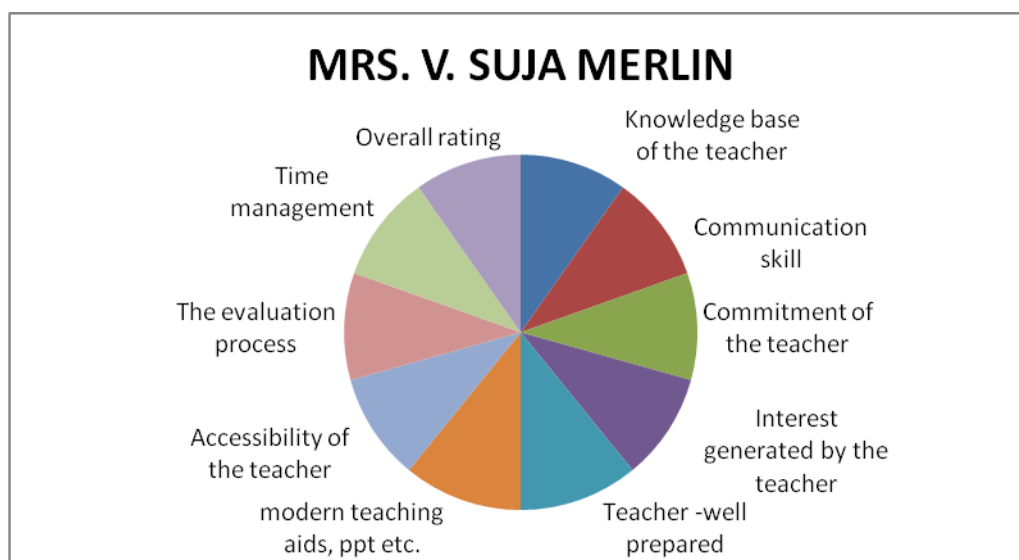 MRS. V. SUJA MERLIN
Overall rating
Knowledge base
of the teacher
Time
management
Communication
skill
The evaluation
process
Commitment of
the teacher
Accessibility of
the teacher
Interest
generated by the
teacher
modern teaching
aids, ppt etc.
Teacher -well
prepared